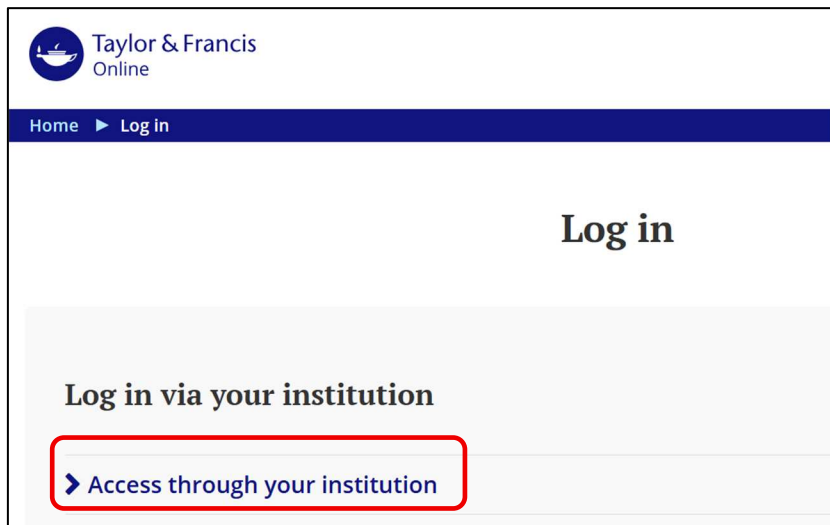 Taylor & Francis
Online
Home ▶ Log in
Log in
Log in via your institution
Access through your institution